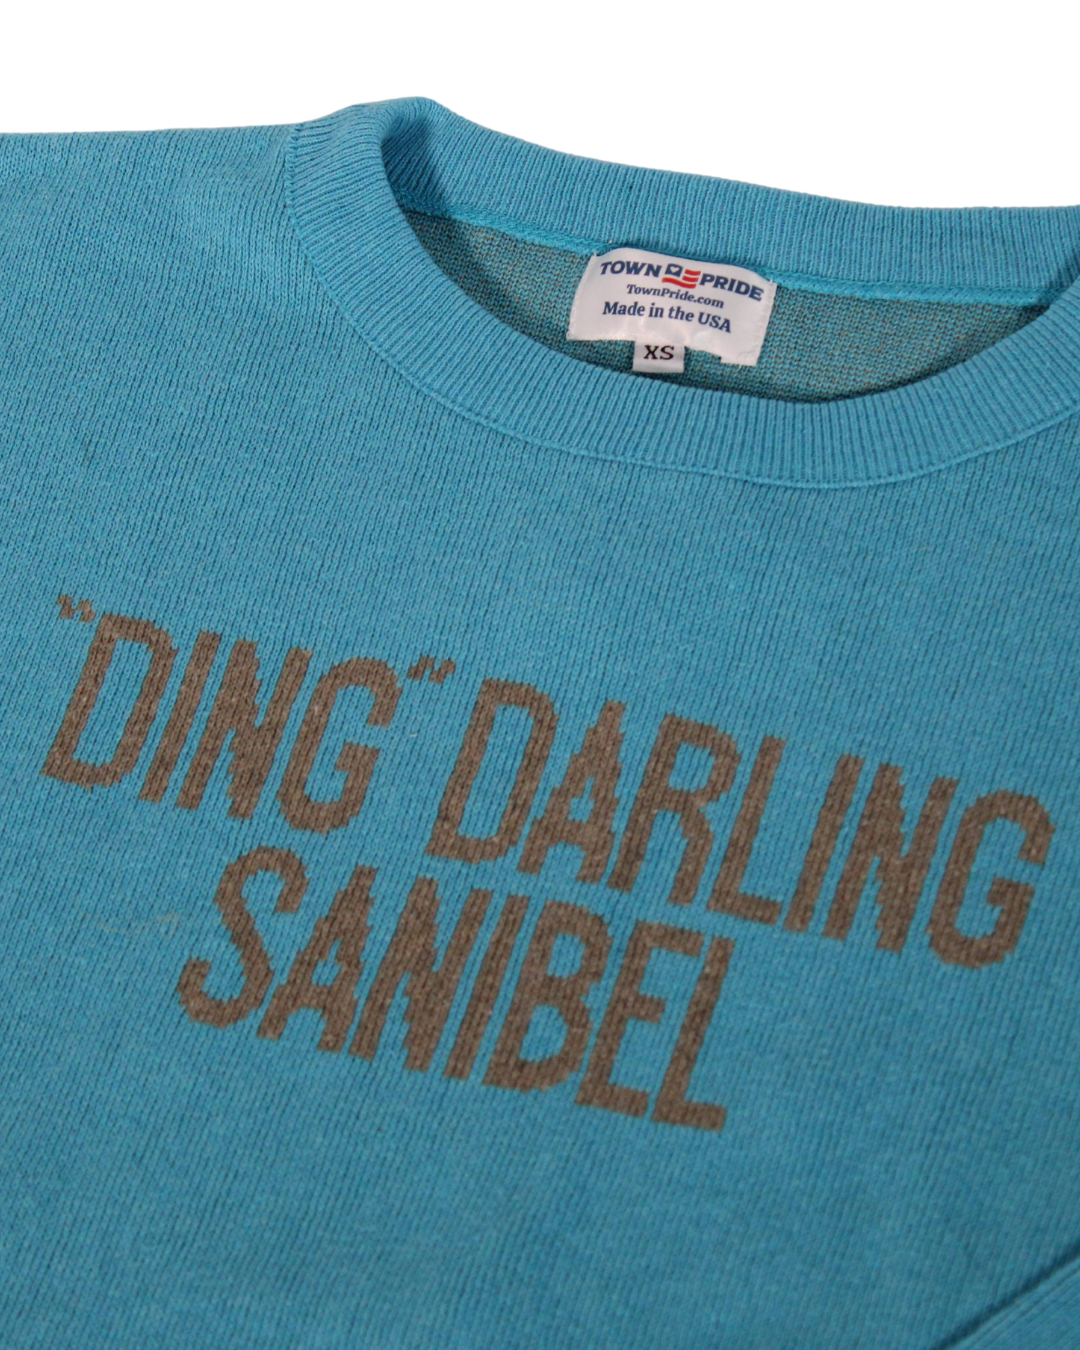 TOWN PRIDE
TownPride.com
Made in the USA
XS
"DING" DARLING
SANIBEL